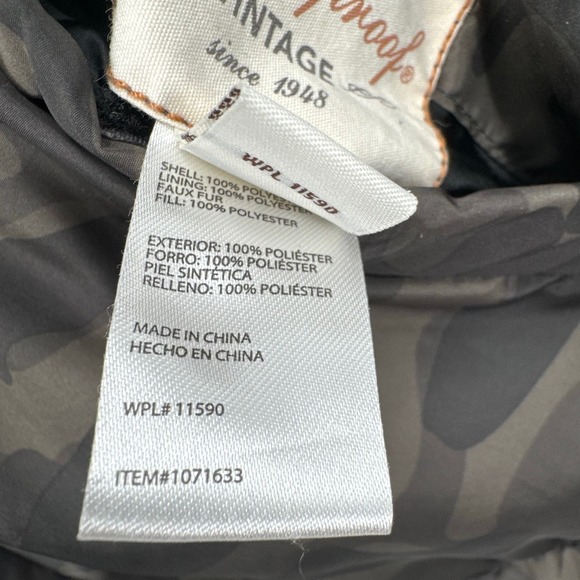 VINTAGE
since 1948
WPL 11590
SHELL: 100% POLYESTER
LINING: 100% POLYESTER
FAUX FUR
FILL: 100% POLYESTER
EXTERIOR: 100% POLIÉSTER
FORRO: 100% POLIÉSTER
PIEL SINTÉTICA
RELLENO: 100% POLIÉSTER
MADE IN CHINA
HECHO EN CHINA
WPL# 11590
ITEM#1071633